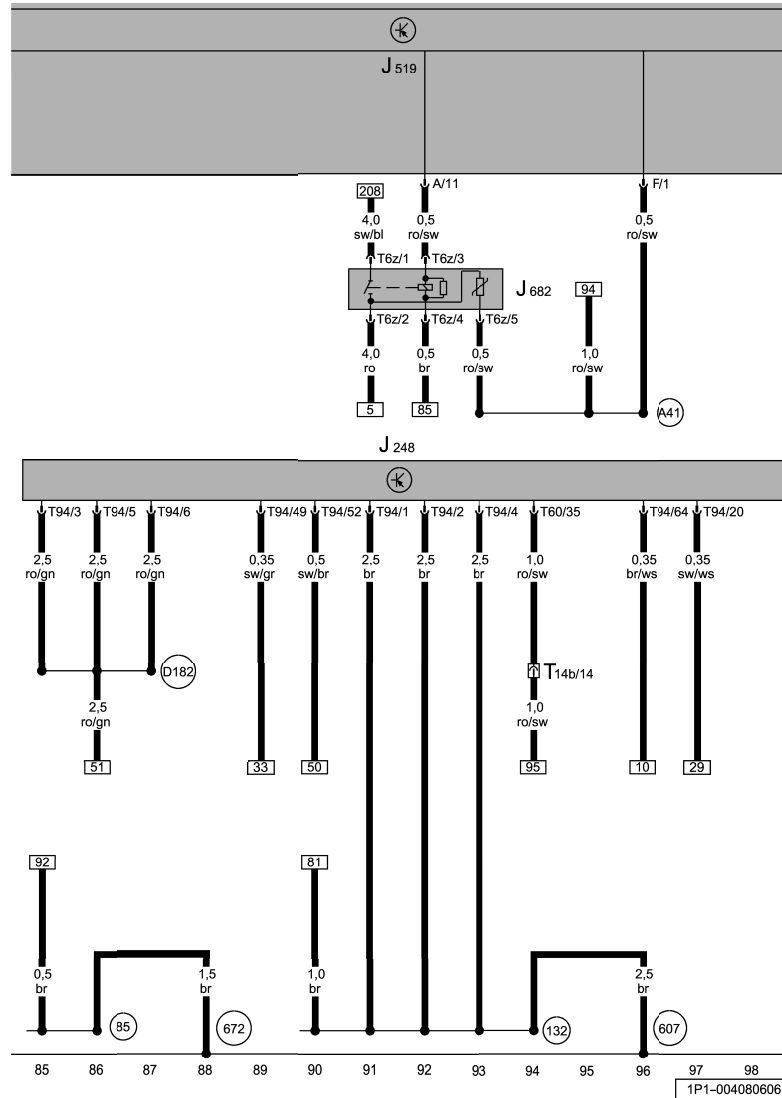 J 519
208
A/11
F/1
4,0
sw/bl
0,5
ro/sw
0,5
ro/sw
T6z/1
T6z/3
J 682
94
T6z/2
T6z/4
T6z/5
4,0
ro
0,5
br
0,5
ro/sw
1,0
ro/sw
5
85
A41
J 248
T94/3
T94/5
T94/6
T94/49
T94/52
T94/1
T94/2
T94/4
T60/35
T94/64
T94/20
2,5
ro/gn
2,5
ro/gn
2,5
ro/gn
0,35
sw/gr
0,5
sw/br
2,5
br
2,5
br
2,5
br
1,0
ro/sw
0,35
br/ws
0,35
sw/ws
D182
T14b/14
2,5
ro/gn
1,0
ro/sw
51
33
50
95
10
29
92
81
0,5
br
1,5
br
1,0
br
2,5
br
85
672
132
607
85 86 87 88 89 90 91 92 93 94 95 96 97 98
1P1-004080606